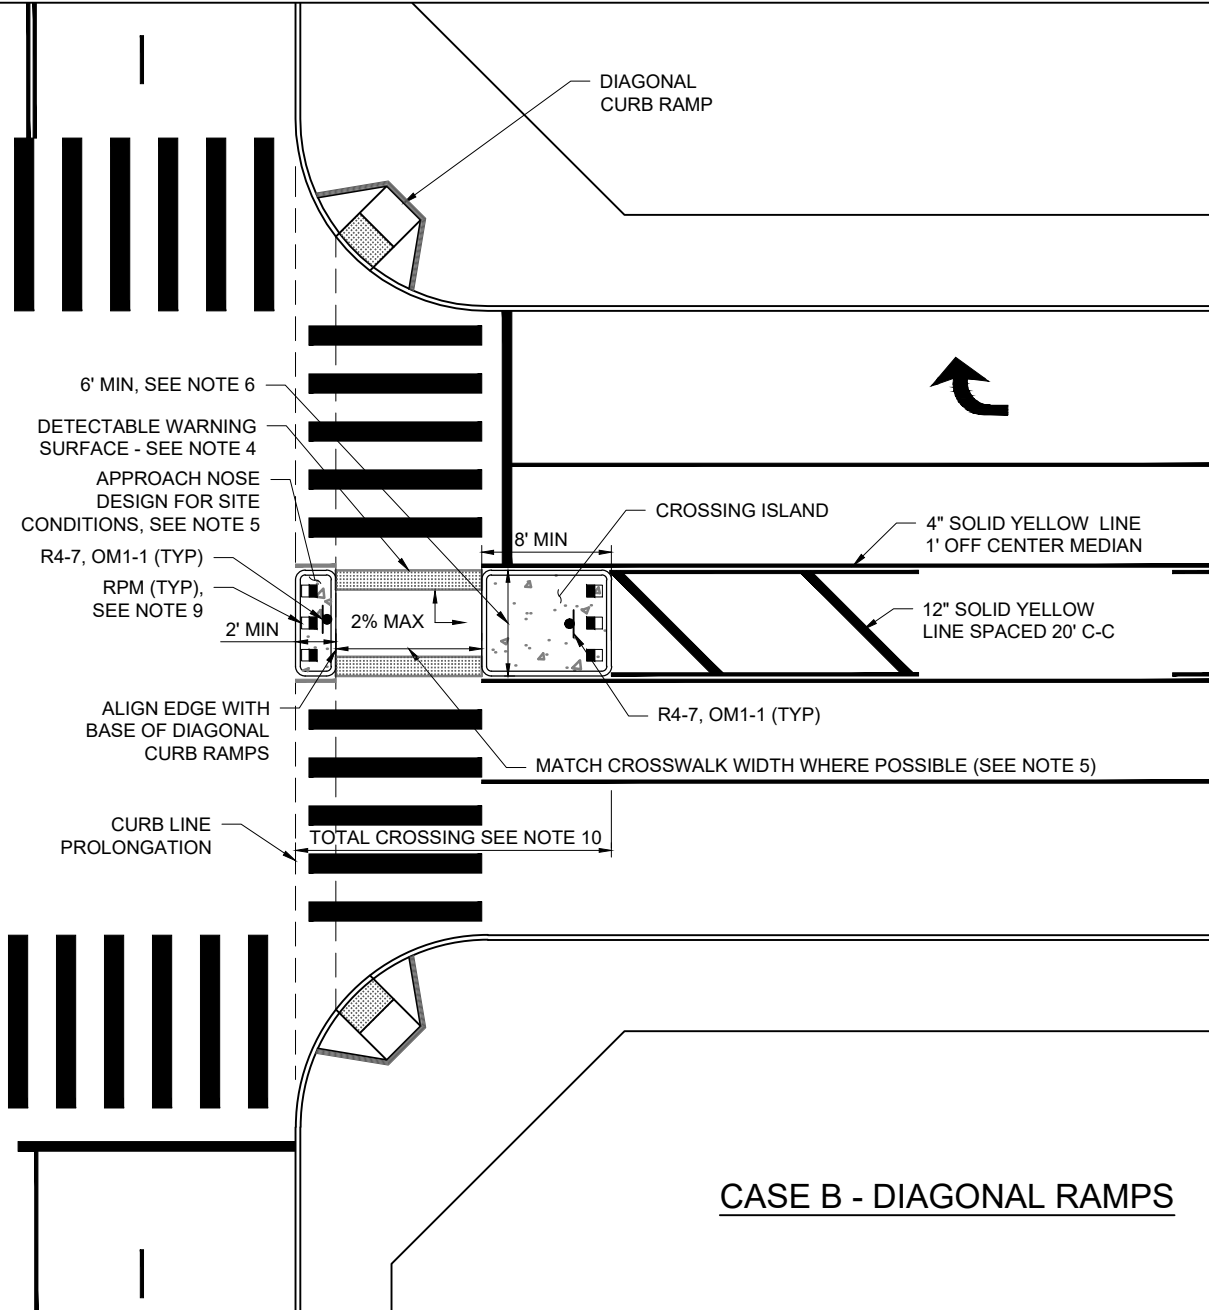 DIAGONAL
CURB RAMP
6' MIN, SEE NOTE 6
DETECTABLE WARNING
SURFACE - SEE NOTE 4
APPROACH NOSE
DESIGN FOR SITE
CONDITIONS, SEE NOTE 5
R4-7, OM1-1 (TYP)
RPM (TYP),
SEE NOTE 9
2' MIN
2% MAX
8' MIN
CROSSING ISLAND
4" SOLID YELLOW LINE
1' OFF CENTER MEDIAN
12" SOLID YELLOW
LINE SPACED 20' C-C
ALIGN EDGE WITH
BASE OF DIAGONAL
CURB RAMPS
R4-7, OM1-1 (TYP)
MATCH CROSSWALK WIDTH WHERE POSSIBLE (SEE NOTE 5)
CURB LINE
PROLONGATION
TOTAL CROSSING SEE NOTE 10
CASE B - DIAGONAL RAMPS